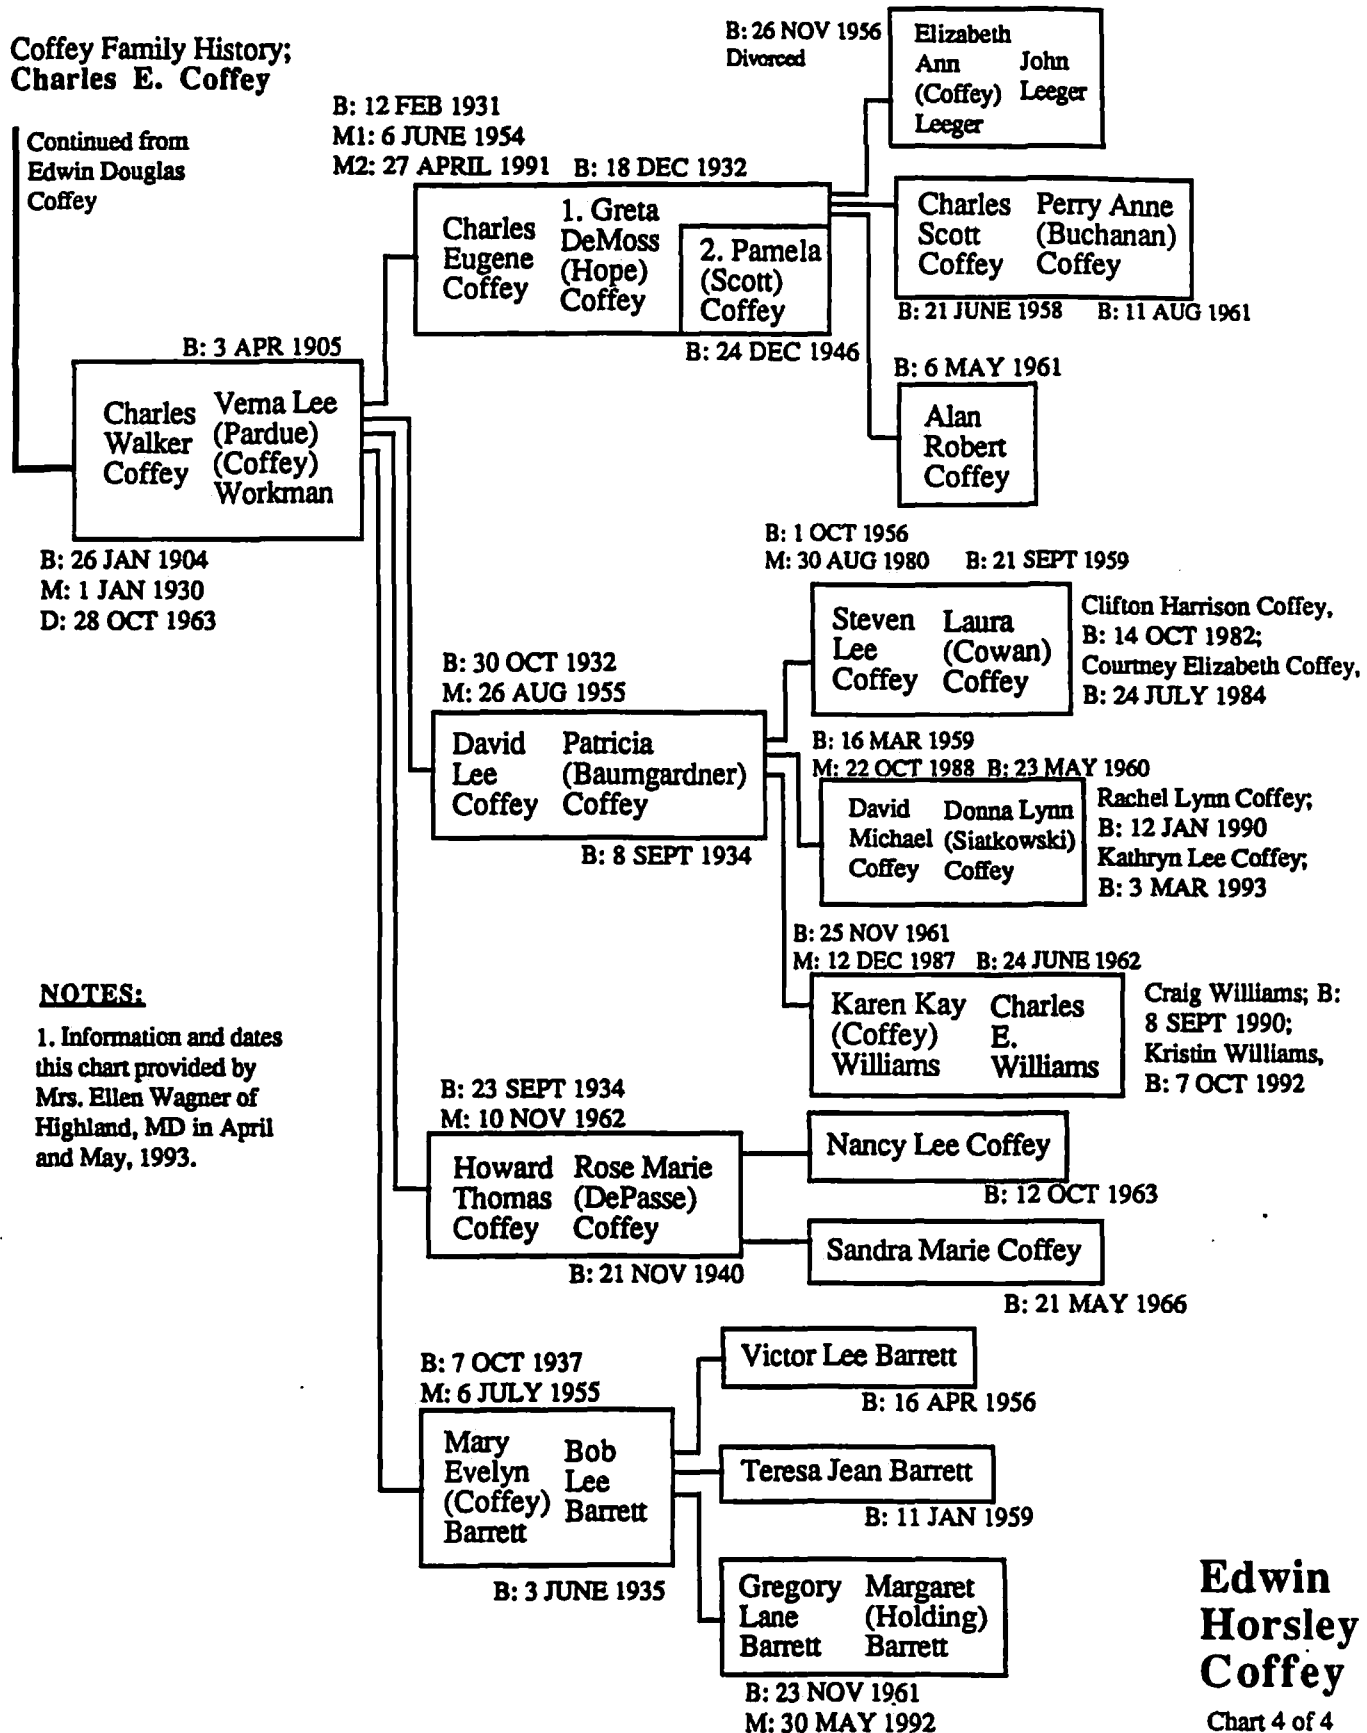 Coffey Family History;
Charles E. Coffey
Continued from
Edwin Douglas
Coffey
B: 3 APR 1905
Charles
Walker
Coffey
Verna Lee
(Pardue)
(Coffey)
Workman
B: 26 JAN 1904
M: 1 JAN 1930
D: 28 OCT 1963
B: 12 FEB 1931
M1: 6 JUNE 1954
M2: 27 APRIL 1991
B: 18 DEC 1932
Charles
Eugene
Coffey
1. Greta
DeMoss
(Hope)
Coffey
2. Pamela
(Scott)
Coffey
B: 24 DEC 1946
B: 26 NOV 1956
Divorced
Elizabeth
Ann
(Coffey)
Leeger
John
Leeger
Charles
Scott
Coffey
Perry Anne
(Buchanan)
Coffey
B: 21 JUNE 1958
B: 11 AUG 1961
B: 6 MAY 1961
Alan
Robert
Coffey
B: 30 OCT 1932
M: 26 AUG 1955
David
Lee
Coffey
Patricia
(Baumgardner)
Coffey
B: 8 SEPT 1934
B: 1 OCT 1956
M: 30 AUG 1980
B: 21 SEPT 1959
Steven
Lee
Coffey
Laura
(Cowan)
Coffey
Clifton Harrison Coffey,
B: 14 OCT 1982;
Courtney Elizabeth Coffey,
B: 24 JULY 1984
B: 16 MAR 1959
M: 22 OCT 1988
B: 23 MAY 1960
David
Michael
Coffey
Donna Lynn
(Siatkowski)
Coffey
Rachel Lynn Coffey;
B: 12 JAN 1990
Kathryn Lee Coffey;
B: 3 MAR 1993
B: 25 NOV 1961
M: 12 DEC 1987
B: 24 JUNE 1962
Karen Kay
(Coffey)
Williams
Charles
E.
Williams
Craig Williams; B:
8 SEPT 1990;
Kristin Williams,
B: 7 OCT 1992
NOTES:
1. Information and dates
this chart provided by
Mrs. Ellen Wagner of
Highland, MD in April
and May, 1993.
B: 23 SEPT 1934
M: 10 NOV 1962
Howard
Thomas
Coffey
Rose Marie
(DePasse)
Coffey
B: 21 NOV 1940
Nancy Lee Coffey
B: 12 OCT 1963
Sandra Marie Coffey
B: 21 MAY 1966
B: 7 OCT 1937
M: 6 JULY 1955
Mary
Evelyn
(Coffey)
Barrett
Bob
Lee
Barrett
B: 3 JUNE 1935
Victor Lee Barrett
B: 16 APR 1956
Teresa Jean Barrett
B: 11 JAN 1959
Gregory
Lane
Barrett
Margaret
(Holding)
Barrett
B: 23 NOV 1961
M: 30 MAY 1992
Edwin
Horsley
Coffey
Chart 4 of 4